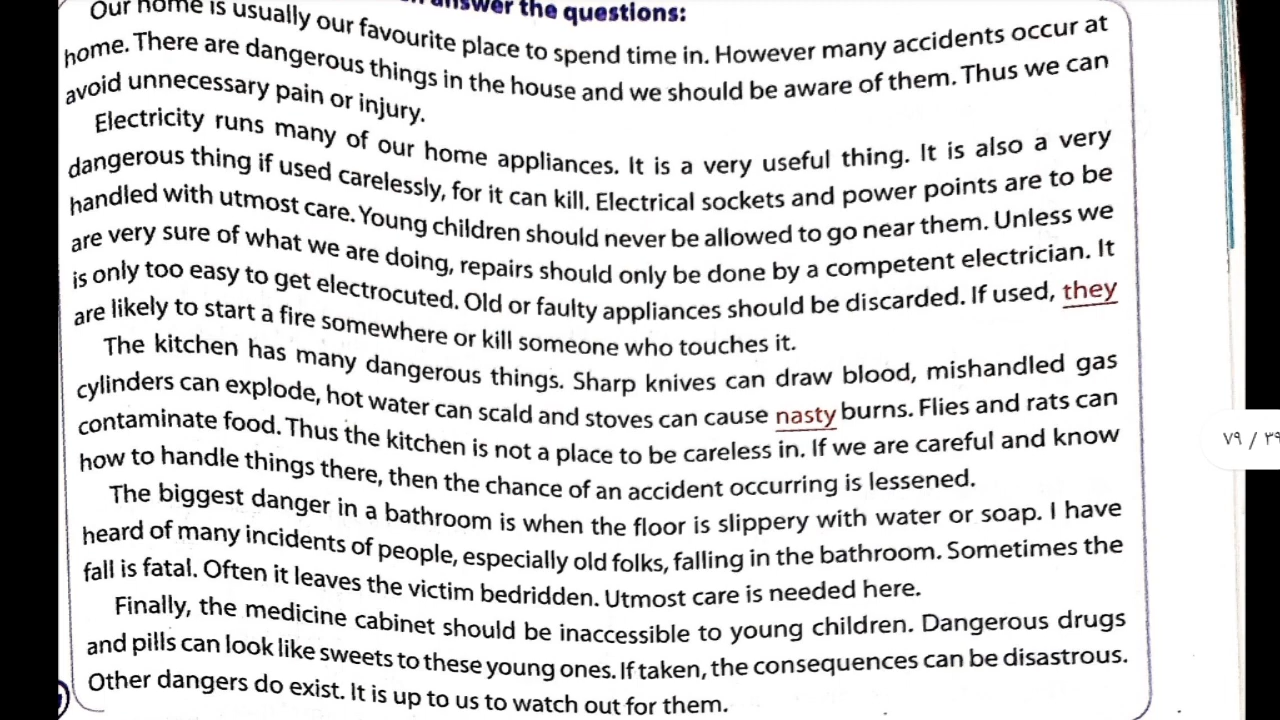 answer the questions:
Our home is usually our favourite place to spend time in. However many accidents occur at
home. There are dangerous things in the house and we should be aware of them. Thus we can
avoid unnecessary pain or injury.
Electricity runs many of our home appliances. It is a very useful thing. It is also a very
dangerous thing if used carelessly, for it can kill. Electrical sockets and power points are to be
handled with utmost care. Young children should never be allowed to go near them. Unless we
are very sure of what we are doing, repairs should only be done by a competent electrician. It
is only too easy to get electrocuted. Old or faulty appliances should be discarded. If used, they
are likely to start a fire somewhere or kill someone who touches it.
The kitchen has many dangerous things. Sharp knives can draw blood, mishandled gas
cylinders can explode, hot water can scald and stoves can cause nasty burns. Flies and rats can
contaminate food. Thus the kitchen is not a place to be careless in. If we are careful and know
how to handle things there, then the chance of an accident occurring is lessened.
The biggest danger in a bathroom is when the floor is slippery with water or soap. I have
heard of many incidents of people, especially old folks, falling in the bathroom. Sometimes the
fall is fatal. Often it leaves the victim bedridden. Utmost care is needed here.
Finally, the medicine cabinet should be inaccessible to young children. Dangerous drugs
and pills can look like sweets to these young ones. If taken, the consequences can be disastrous.
Other dangers do exist. It is up to us to watch out for them.
٧٩ / ٣٩